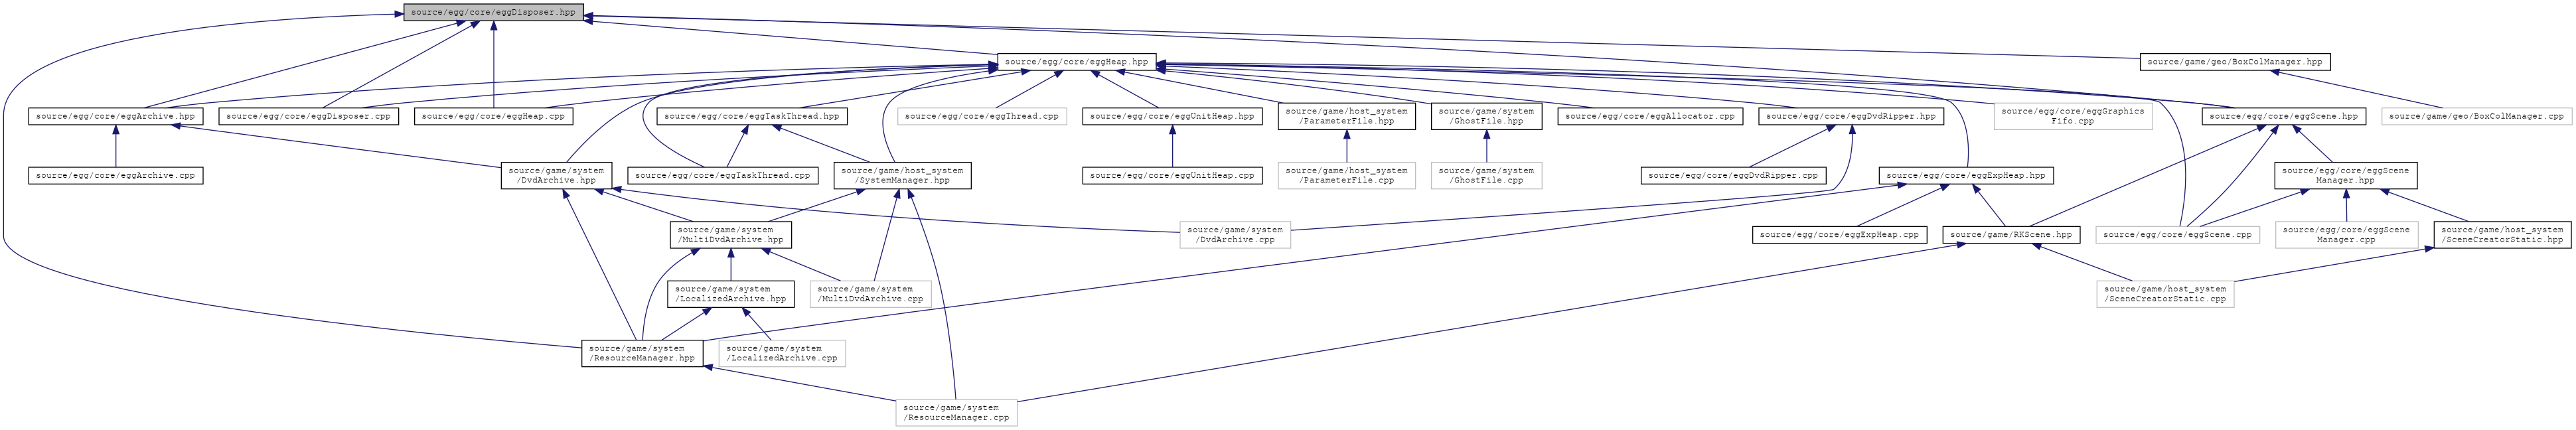 source/egg/core/eggDisposer.hpp
source/egg/core/eggHeap.hpp
source/game/geo/BoxColManager.hpp
source/egg/core/eggArchive.hpp
source/egg/core/eggDisposer.cpp
source/egg/core/eggHeap.cpp
source/egg/core/eggTaskThread.hpp
source/egg/core/eggThread.cpp
source/egg/core/eggUnitHeap.hpp
source/game/host_system
/ParameterFile.hpp
source/game/system
/GhostFile.hpp
source/egg/core/eggAllocator.cpp
source/egg/core/eggDvdRipper.hpp
source/egg/core/eggGraphics
Fifo.cpp
source/egg/core/eggScene.hpp
source/game/geo/BoxColManager.cpp
source/egg/core/eggArchive.cpp
source/game/system
/DvdArchive.hpp
source/egg/core/eggTaskThread.cpp
source/game/host_system
/SystemManager.hpp
source/egg/core/eggUnitHeap.cpp
source/game/host_system
/ParameterFile.cpp
source/game/system
/GhostFile.cpp
source/egg/core/eggDvdRipper.cpp
source/egg/core/eggExpHeap.hpp
source/egg/core/eggScene
Manager.hpp
source/game/system
/MultiDvdArchive.hpp
source/game/system
/DvdArchive.cpp
source/egg/core/eggExpHeap.cpp
source/game/RKScene.hpp
source/egg/core/eggScene.cpp
source/egg/core/eggScene
Manager.cpp
source/game/host_system
/SceneCreatorStatic.hpp
source/game/system
/LocalizedArchive.hpp
source/game/system
/MultiDvdArchive.cpp
source/game/host_system
/SceneCreatorStatic.cpp
source/game/system
/ResourceManager.hpp
source/game/system
/LocalizedArchive.cpp
source/game/system
/ResourceManager.cpp